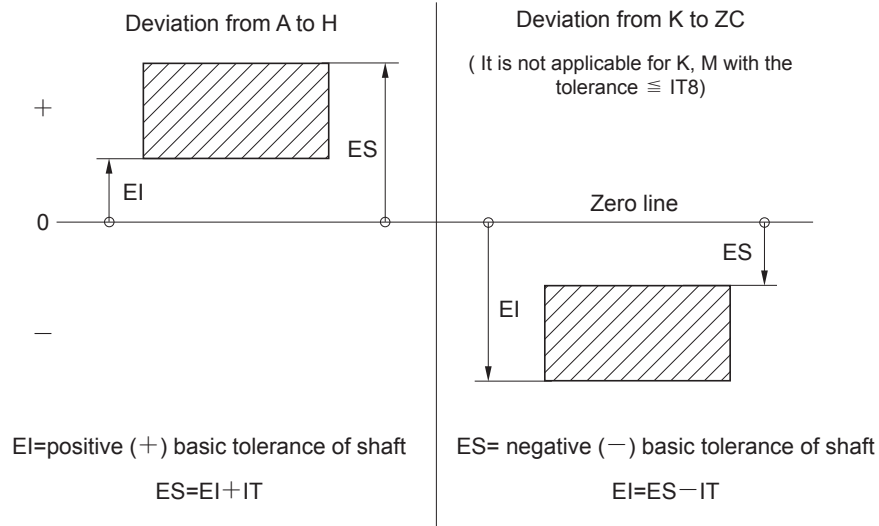 Deviation from A to H
+
ES
EI
0
−
EI=positive (+) basic tolerance of shaft
ES=EI+IT
Deviation from K to ZC
( It is not applicable for K, M with the
tolerance ≦ IT8)
Zero line
ES
EI
ES= negative (−) basic tolerance of shaft
EI=ES−IT